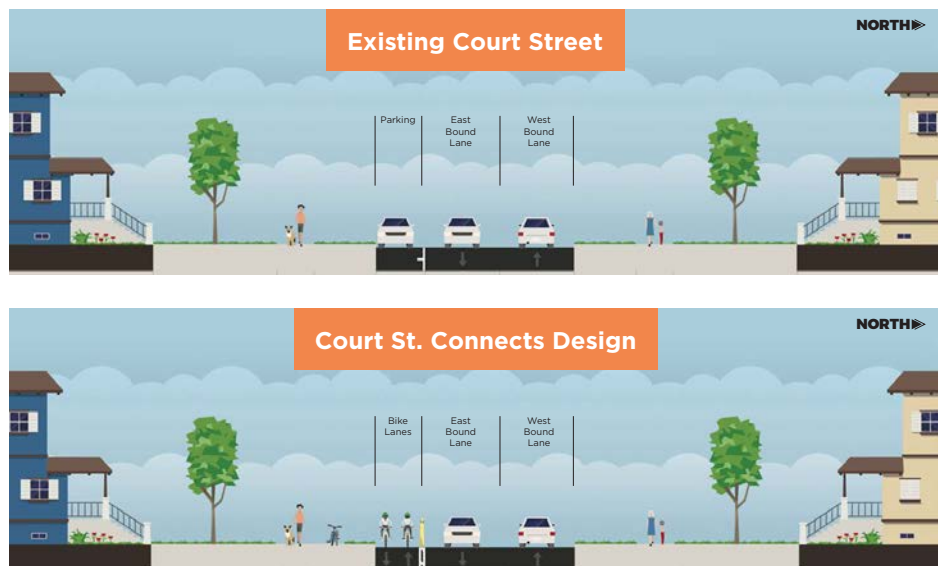 Existing Court Street
NORTH
Parking
East
Bound
Lane
West
Bound
Lane
Court St. Connects Design
NORTH
Bike
Lanes
East
Bound
Lane
West
Bound
Lane